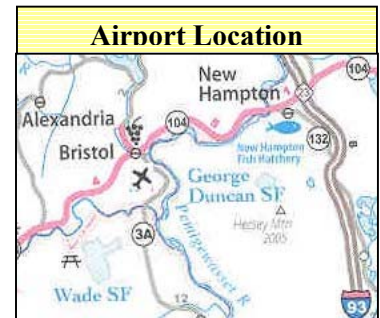 Airport Location
104
New
Hampton
23
Alexandria
104
132
Bristol
New Hampton
Fish Hatchery
George
Duncan SF
Pemigewasset R
Hersey Mtn
2005
3A
Wade SF
12
93